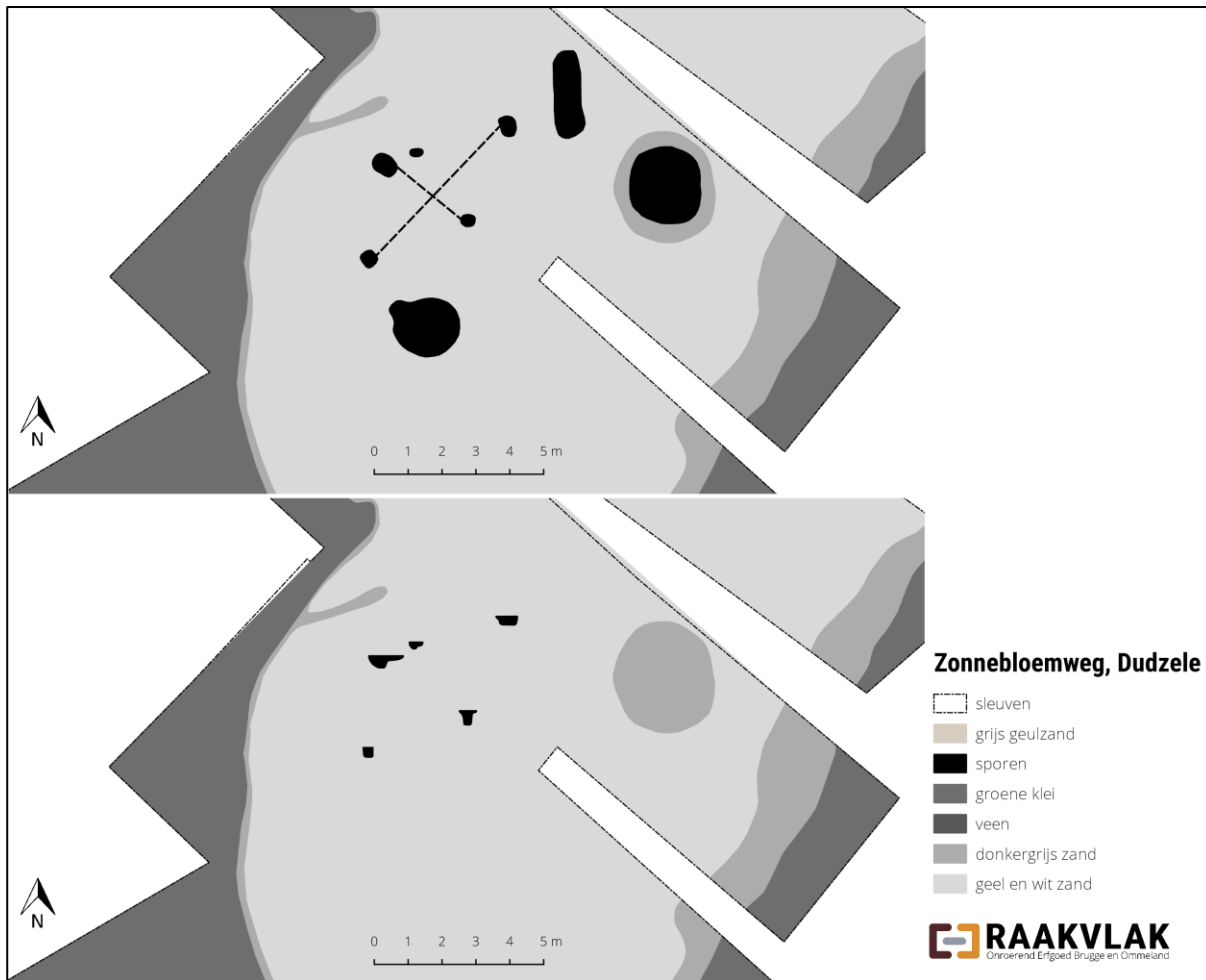 N
0 1 2 3 4 5 m
N
0 1 2 3 4 5 m
Zonnebloemweg, Dudzele
sleuven
grijs geulzand
sporen
groene klei
veen
donkergrijs zand
geel en wit zand
RAAKVLAK
Onroerend Erfgoed Brugge en Ommeland